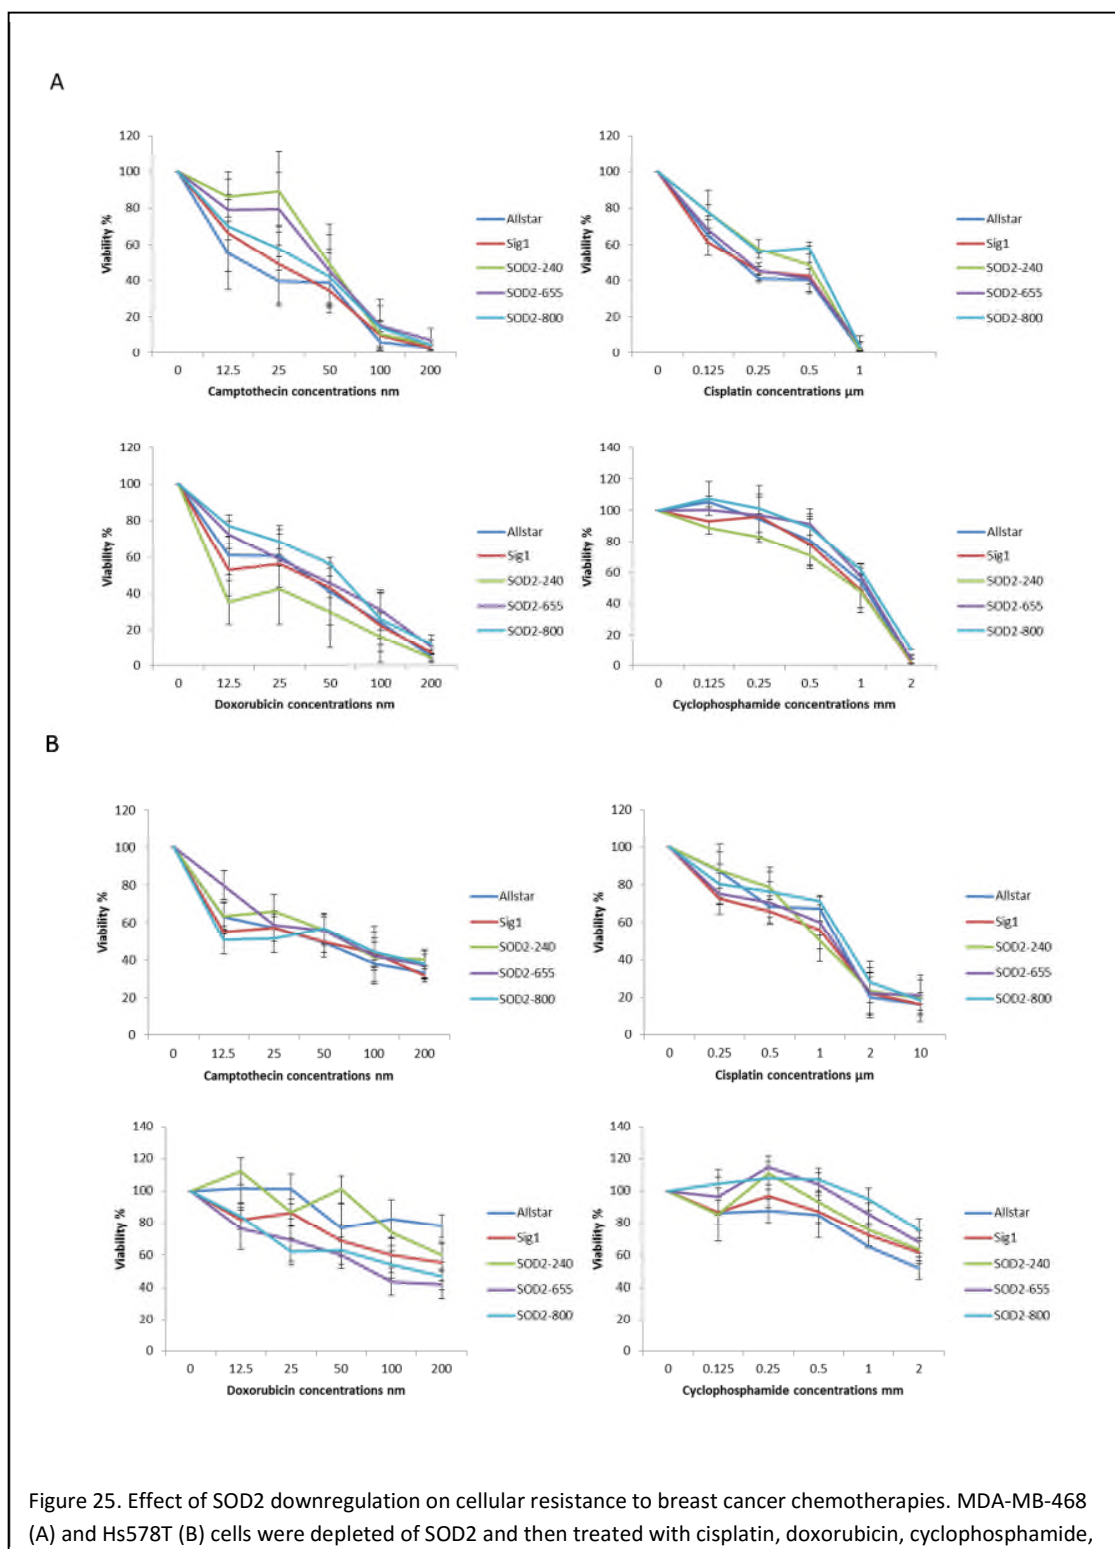 A
120
100
80
60
40
20
0
Viability %
0 12.5 25 50 100 200
Camptothecin concentrations nm
Allstar
Sig1
SOD2-240
SOD2-655
SOD2-800
120
100
80
60
40
20
0
Viability %
0 0.125 0.25 0.5 1
Cisplatin concentrations µm
Allstar
Sig1
SOD2-240
SOD2-655
SOD2-800
120
100
80
60
40
20
0
Viability %
0 12.5 25 50 100 200
Doxorubicin concentrations nm
Allstar
Sig1
SOD2-240
SOD2-655
SOD2-800
140
120
100
80
60
40
20
0
Viability %
0 0.125 0.25 0.5 1 2
Cyclophosphamide concentrations mm
Allstar
Sig1
SOD2-240
SOD2-655
SOD2-800
B
120
100
80
60
40
20
0
Viability %
0 12.5 25 50 100 200
Camptothecin concentrations nm
Allstar
Sig1
SOD2-240
SOD2-655
SOD2-800
120
100
80
60
40
20
0
Viability %
0 0.25 0.5 1 2 10
Cisplatin concentrations µm
Allstar
Sig1
SOD2-240
SOD2-655
SOD2-800
140
120
100
80
60
40
20
0
Viability %
0 12.5 25 50 100 200
Doxorubicin concentrations nm
Allstar
Sig1
SOD2-240
SOD2-655
SOD2-800
140
120
100
80
60
40
20
0
Viability %
0 0.125 0.25 0.5 1 2
Cyclophosphamide concentrations mm
Allstar
Sig1
SOD2-240
SOD2-655
SOD2-800
Figure 25. Effect of SOD2 downregulation on cellular resistance to breast cancer chemotherapies. MDA-MB-468
(A) and Hs578T (B) cells were depleted of SOD2 and then treated with cisplatin, doxorubicin, cyclophosphamide,